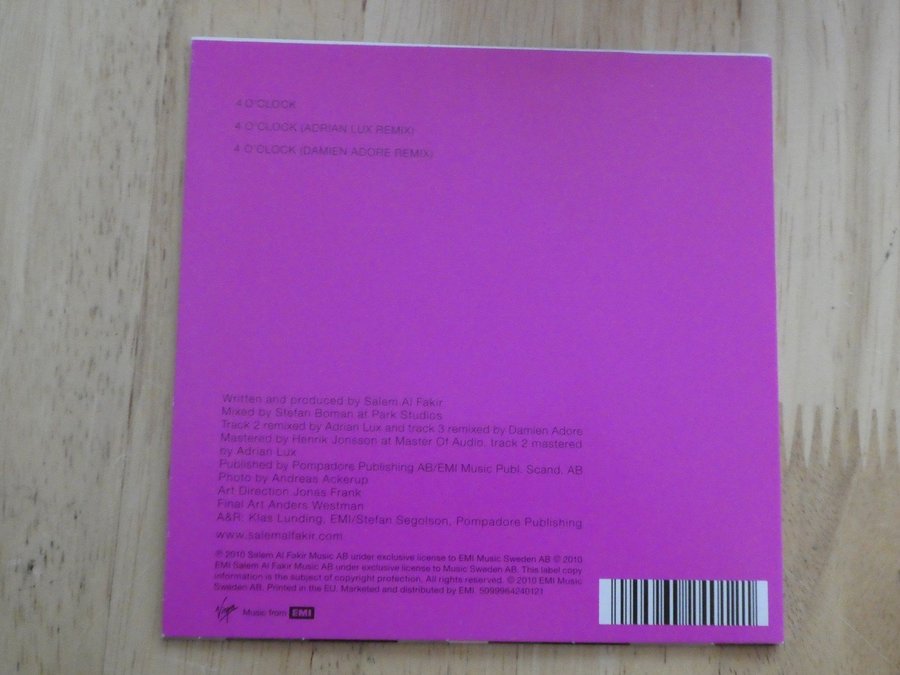 4 O'CLOCK
4 O'CLOCK (ADRIAN LUX REMIX)
4 O'CLOCK (DAMIEN ADORE REMIX)
Written and produced by Salem Al Fakir
Mixed by Stefan Boman at Park Studios
Track 2 remixed by Adrian Lux and track 3 remixed by Damien Adore
Mastered by Henrik Jonsson at Master Of Audio, track 2 mastered
by Adrian Lux
Published by Pompadore Publishing AB/EMI Music Publ. Scand. AB
Photo by Andreas Ackerup
Art Direction Jonas Frank
Final Art Anders Westman
A&R: Klas Lunding, EMI/Stefan Segolson, Pompadore Publishing
www.salemalfakir.com
℗ 2010 Salem Al Fakir Music AB under exclusive license to EMI Music Sweden AB © 2010
EMI Salem Al Fakir Music AB under exclusive license to Music Sweden AB. This label copy
information is the subject of copyright protection. All rights reserved. © 2010 EMI Music
Sweden AB. Printed in the EU. Marketed and distributed by EMI. 5099964240121
Virgin Music from EMI